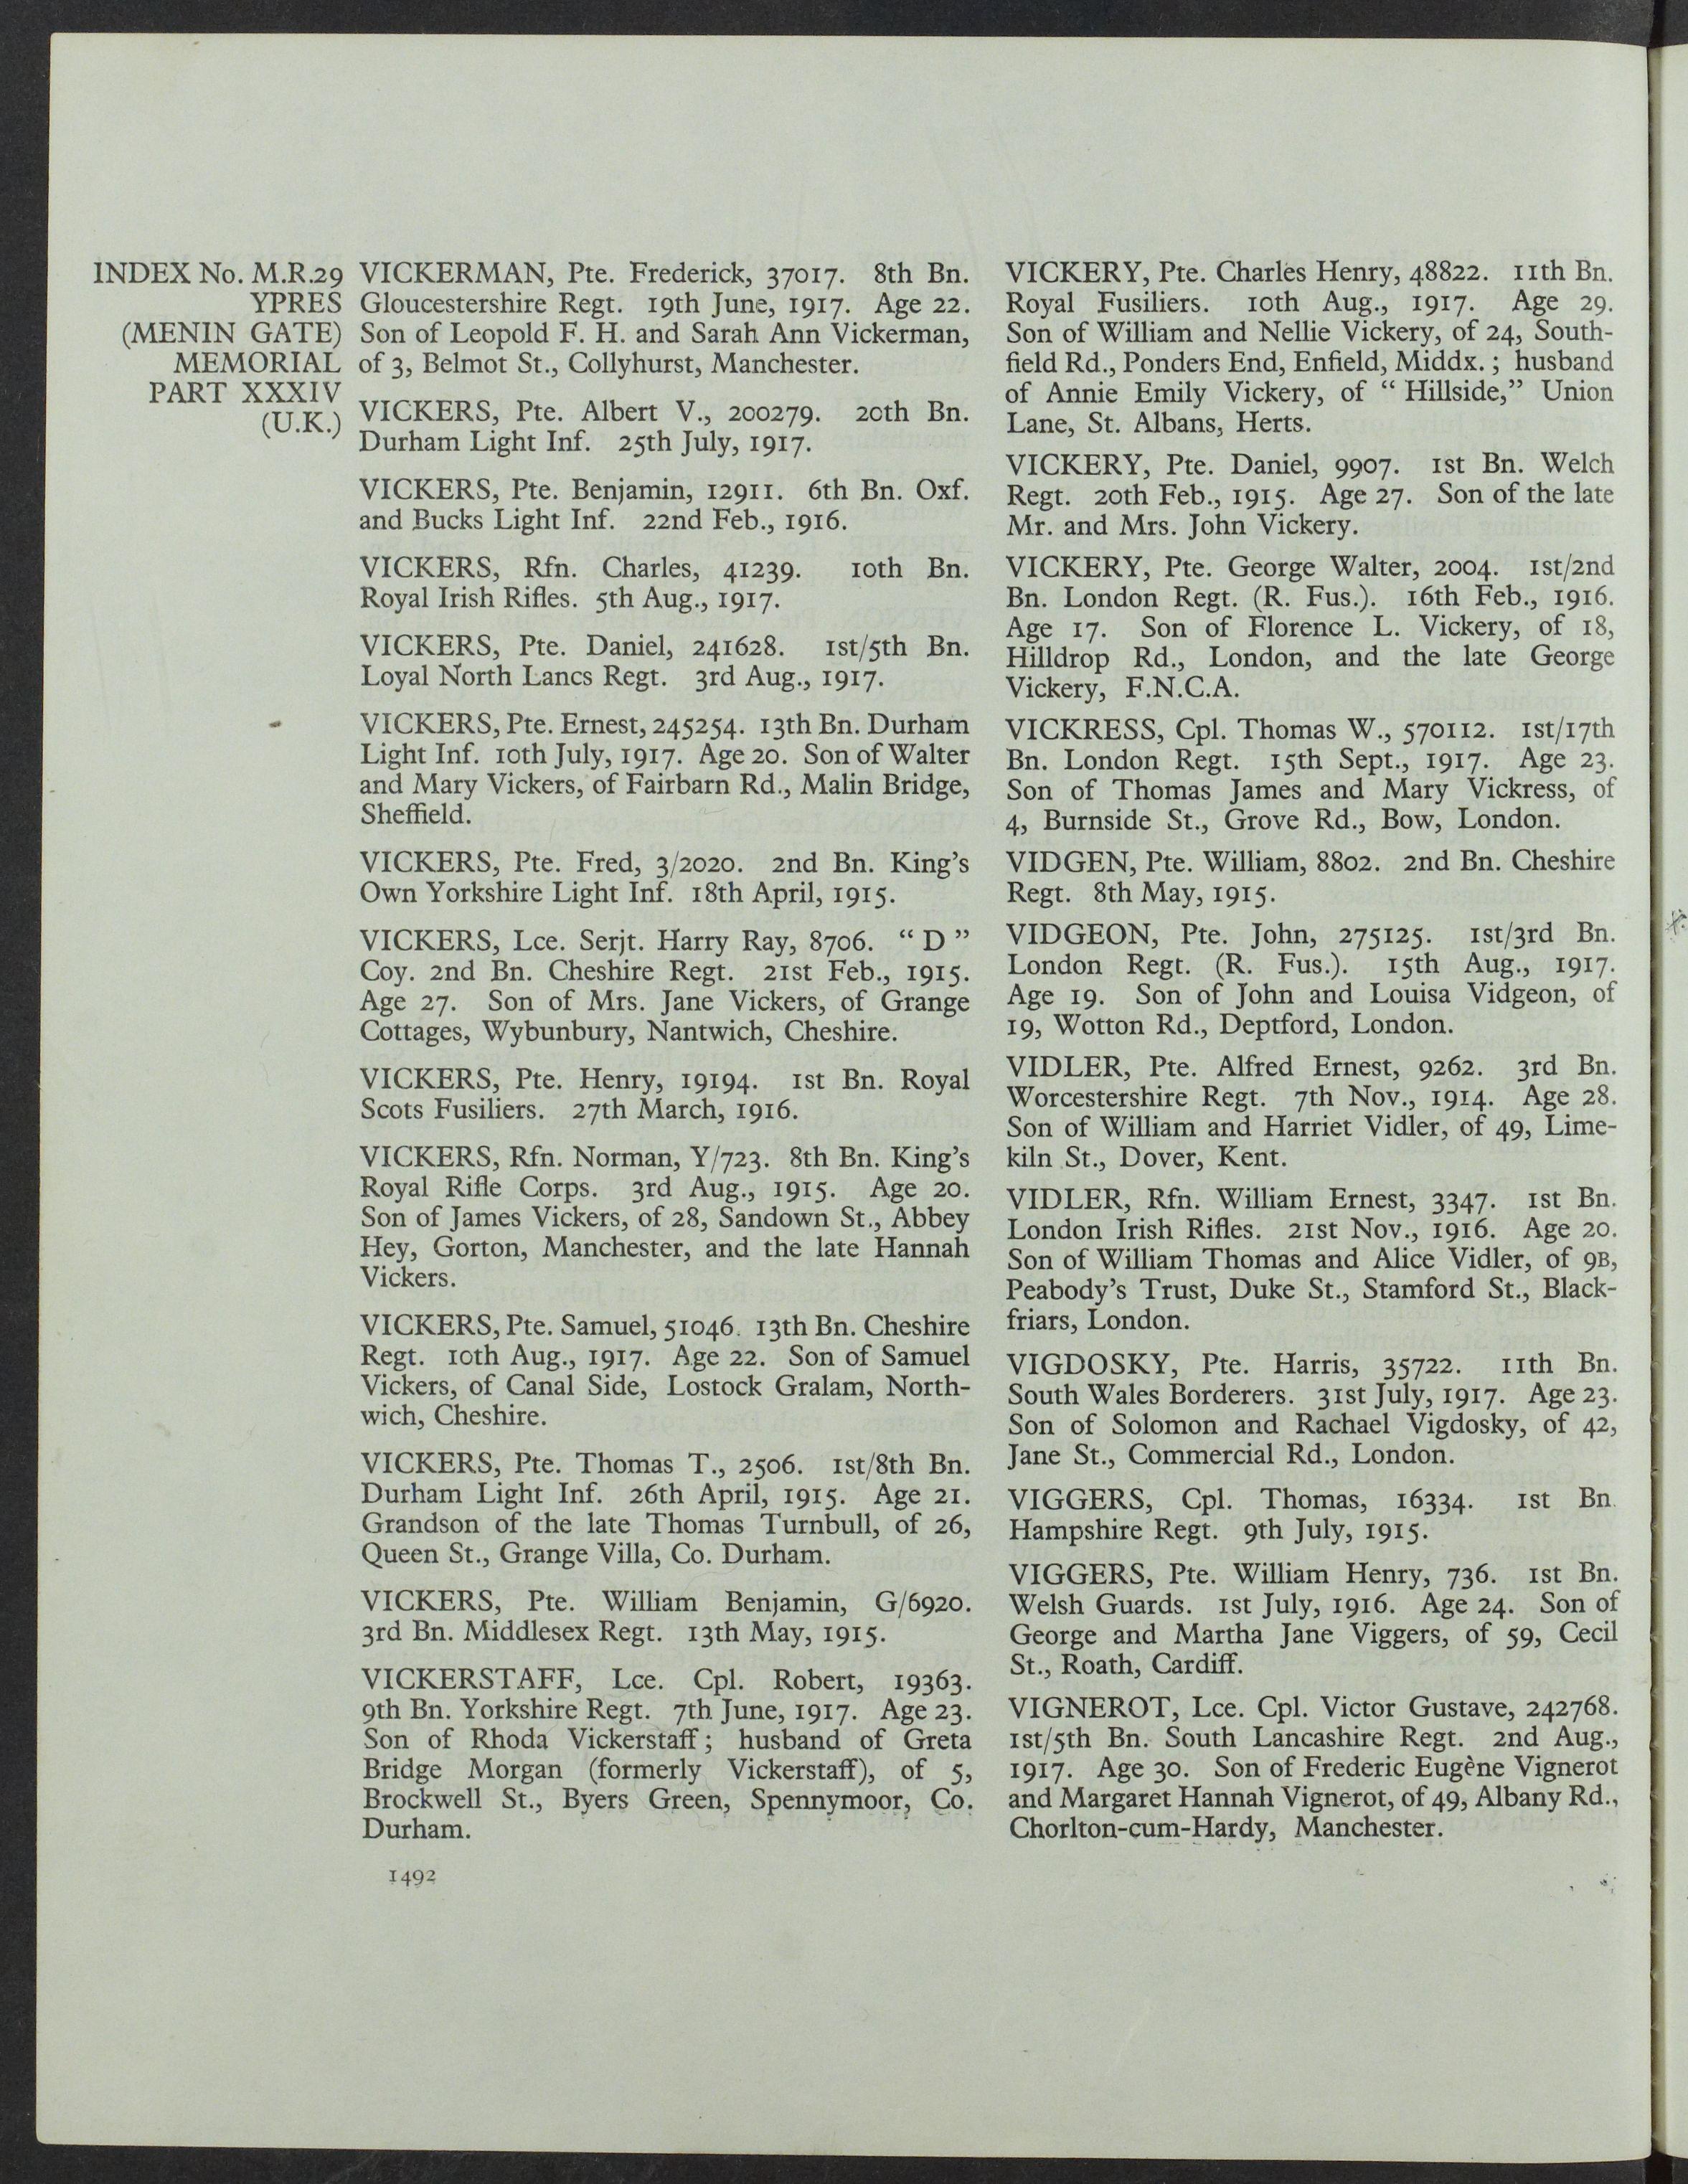 INDEX No. M.R.29
YPRES
(MENIN GATE)
MEMORIAL
PART XXXIV
(U.K.)
VICKERMAN, Pte. Frederick, 37017. 8th Bn.
Gloucestershire Regt. 19th June, 1917. Age 22.
Son of Leopold F. H. and Sarah Ann Vickerman,
of 3, Belmot St., Collyhurst, Manchester.
VICKERS, Pte. Albert V., 200279. 20th Bn.
Durham Light Inf. 25th July, 1917.
VICKERS, Pte. Benjamin, 12911. 6th Bn. Oxf.
and Bucks Light Inf. 22nd Feb., 1916.
VICKERS, Rfn. Charles, 41239. 10th Bn.
Royal Irish Rifles. 5th Aug., 1917.
VICKERS, Pte. Daniel, 241628. 1st/5th Bn.
Loyal North Lancs Regt. 3rd Aug., 1917.
VICKERS, Pte. Ernest, 245254. 13th Bn. Durham
Light Inf. 10th July, 1917. Age 20. Son of Walter
and Mary Vickers, of Fairbarn Rd., Malin Bridge,
Sheffield.
VICKERS, Pte. Fred, 3/2020. 2nd Bn. King's
Own Yorkshire Light Inf. 18th April, 1915.
VICKERS, Lce. Serjt. Harry Ray, 8706. " D "
Coy. 2nd Bn. Cheshire Regt. 21st Feb., 1915.
Age 27. Son of Mrs. Jane Vickers, of Grange
Cottages, Wybunbury, Nantwich, Cheshire.
VICKERS, Pte. Henry, 19194. 1st Bn. Royal
Scots Fusiliers. 27th March, 1916.
VICKERS, Rfn. Norman, Y/723. 8th Bn. King's
Royal Rifle Corps. 3rd Aug., 1915. Age 20.
Son of James Vickers, of 28, Sandown St., Abbey
Hey, Gorton, Manchester, and the late Hannah
Vickers.
VICKERS, Pte. Samuel, 51046. 13th Bn. Cheshire
Regt. 10th Aug., 1917. Age 22. Son of Samuel
Vickers, of Canal Side, Lostock Gralam, North-
wich, Cheshire.
VICKERS, Pte. Thomas T., 2506. 1st/8th Bn.
Durham Light Inf. 26th April, 1915. Age 21.
Grandson of the late Thomas Turnbull, of 26,
Queen St., Grange Villa, Co. Durham.
VICKERS, Pte. William Benjamin, G/6920.
3rd Bn. Middlesex Regt. 13th May, 1915.
VICKERSTAFF, Lce. Cpl. Robert, 19363.
9th Bn. Yorkshire Regt. 7th June, 1917. Age 23.
Son of Rhoda Vickerstaff ; husband of Greta
Bridge Morgan (formerly Vickerstaff), of 5,
Brockwell St., Byers Green, Spennymoor, Co.
Durham.
1492
VICKERY, Pte. Charles Henry, 48822. 11th Bn.
Royal Fusiliers. 10th Aug., 1917. Age 29.
Son of William and Nellie Vickery, of 24, South-
field Rd., Ponders End, Enfield, Middx. ; husband
of Annie Emily Vickery, of " Hillside," Union
Lane, St. Albans, Herts.
VICKERY, Pte. Daniel, 9907. 1st Bn. Welch
Regt. 20th Feb., 1915. Age 27. Son of the late
Mr. and Mrs. John Vickery.
VICKERY, Pte. George Walter, 2004. 1st/2nd
Bn. London Regt. (R. Fus.). 16th Feb., 1916.
Age 17. Son of Florence L. Vickery, of 18,
Hilldrop Rd., London, and the late George
Vickery, F.N.C.A.
VICKRESS, Cpl. Thomas W., 570112. 1st/17th
Bn. London Regt. 15th Sept., 1917. Age 23.
Son of Thomas James and Mary Vickress, of
4, Burnside St., Grove Rd., Bow, London.
VIDGEN, Pte. William, 8802. 2nd Bn. Cheshire
Regt. 8th May, 1915.
VIDGEON, Pte. John, 275125. 1st/3rd Bn.
London Regt. (R. Fus.). 15th Aug., 1917.
Age 19. Son of John and Louisa Vidgeon, of
19, Wotton Rd., Deptford, London.
VIDLER, Pte. Alfred Ernest, 9262. 3rd Bn.
Worcestershire Regt. 7th Nov., 1914. Age 28.
Son of William and Harriet Vidler, of 49, Lime-
kiln St., Dover, Kent.
VIDLER, Rfn. William Ernest, 3347. 1st Bn.
London Irish Rifles. 21st Nov., 1916. Age 20.
Son of William Thomas and Alice Vidler, of 9B,
Peabody's Trust, Duke St., Stamford St., Black-
friars, London.
VIGDOSKY, Pte. Harris, 35722. 11th Bn.
South Wales Borderers. 31st July, 1917. Age 23.
Son of Solomon and Rachael Vigdosky, of 42,
Jane St., Commercial Rd., London.
VIGGERS, Cpl. Thomas, 16334. 1st Bn
Hampshire Regt. 9th July, 1915.
VIGGERS, Pte. William Henry, 736. 1st Bn.
Welsh Guards. 1st July, 1916. Age 24. Son of
George and Martha Jane Viggers, of 59, Cecil
St., Roath, Cardiff.
VIGNEROT, Lce. Cpl. Victor Gustave, 242768.
1st/5th Bn. South Lancashire Regt. 2nd Aug.,
1917. Age 30. Son of Frederic Eugène Vignerot
and Margaret Hannah Vignerot, of 49, Albany Rd.,
Chorlton-cum-Hardy, Manchester.